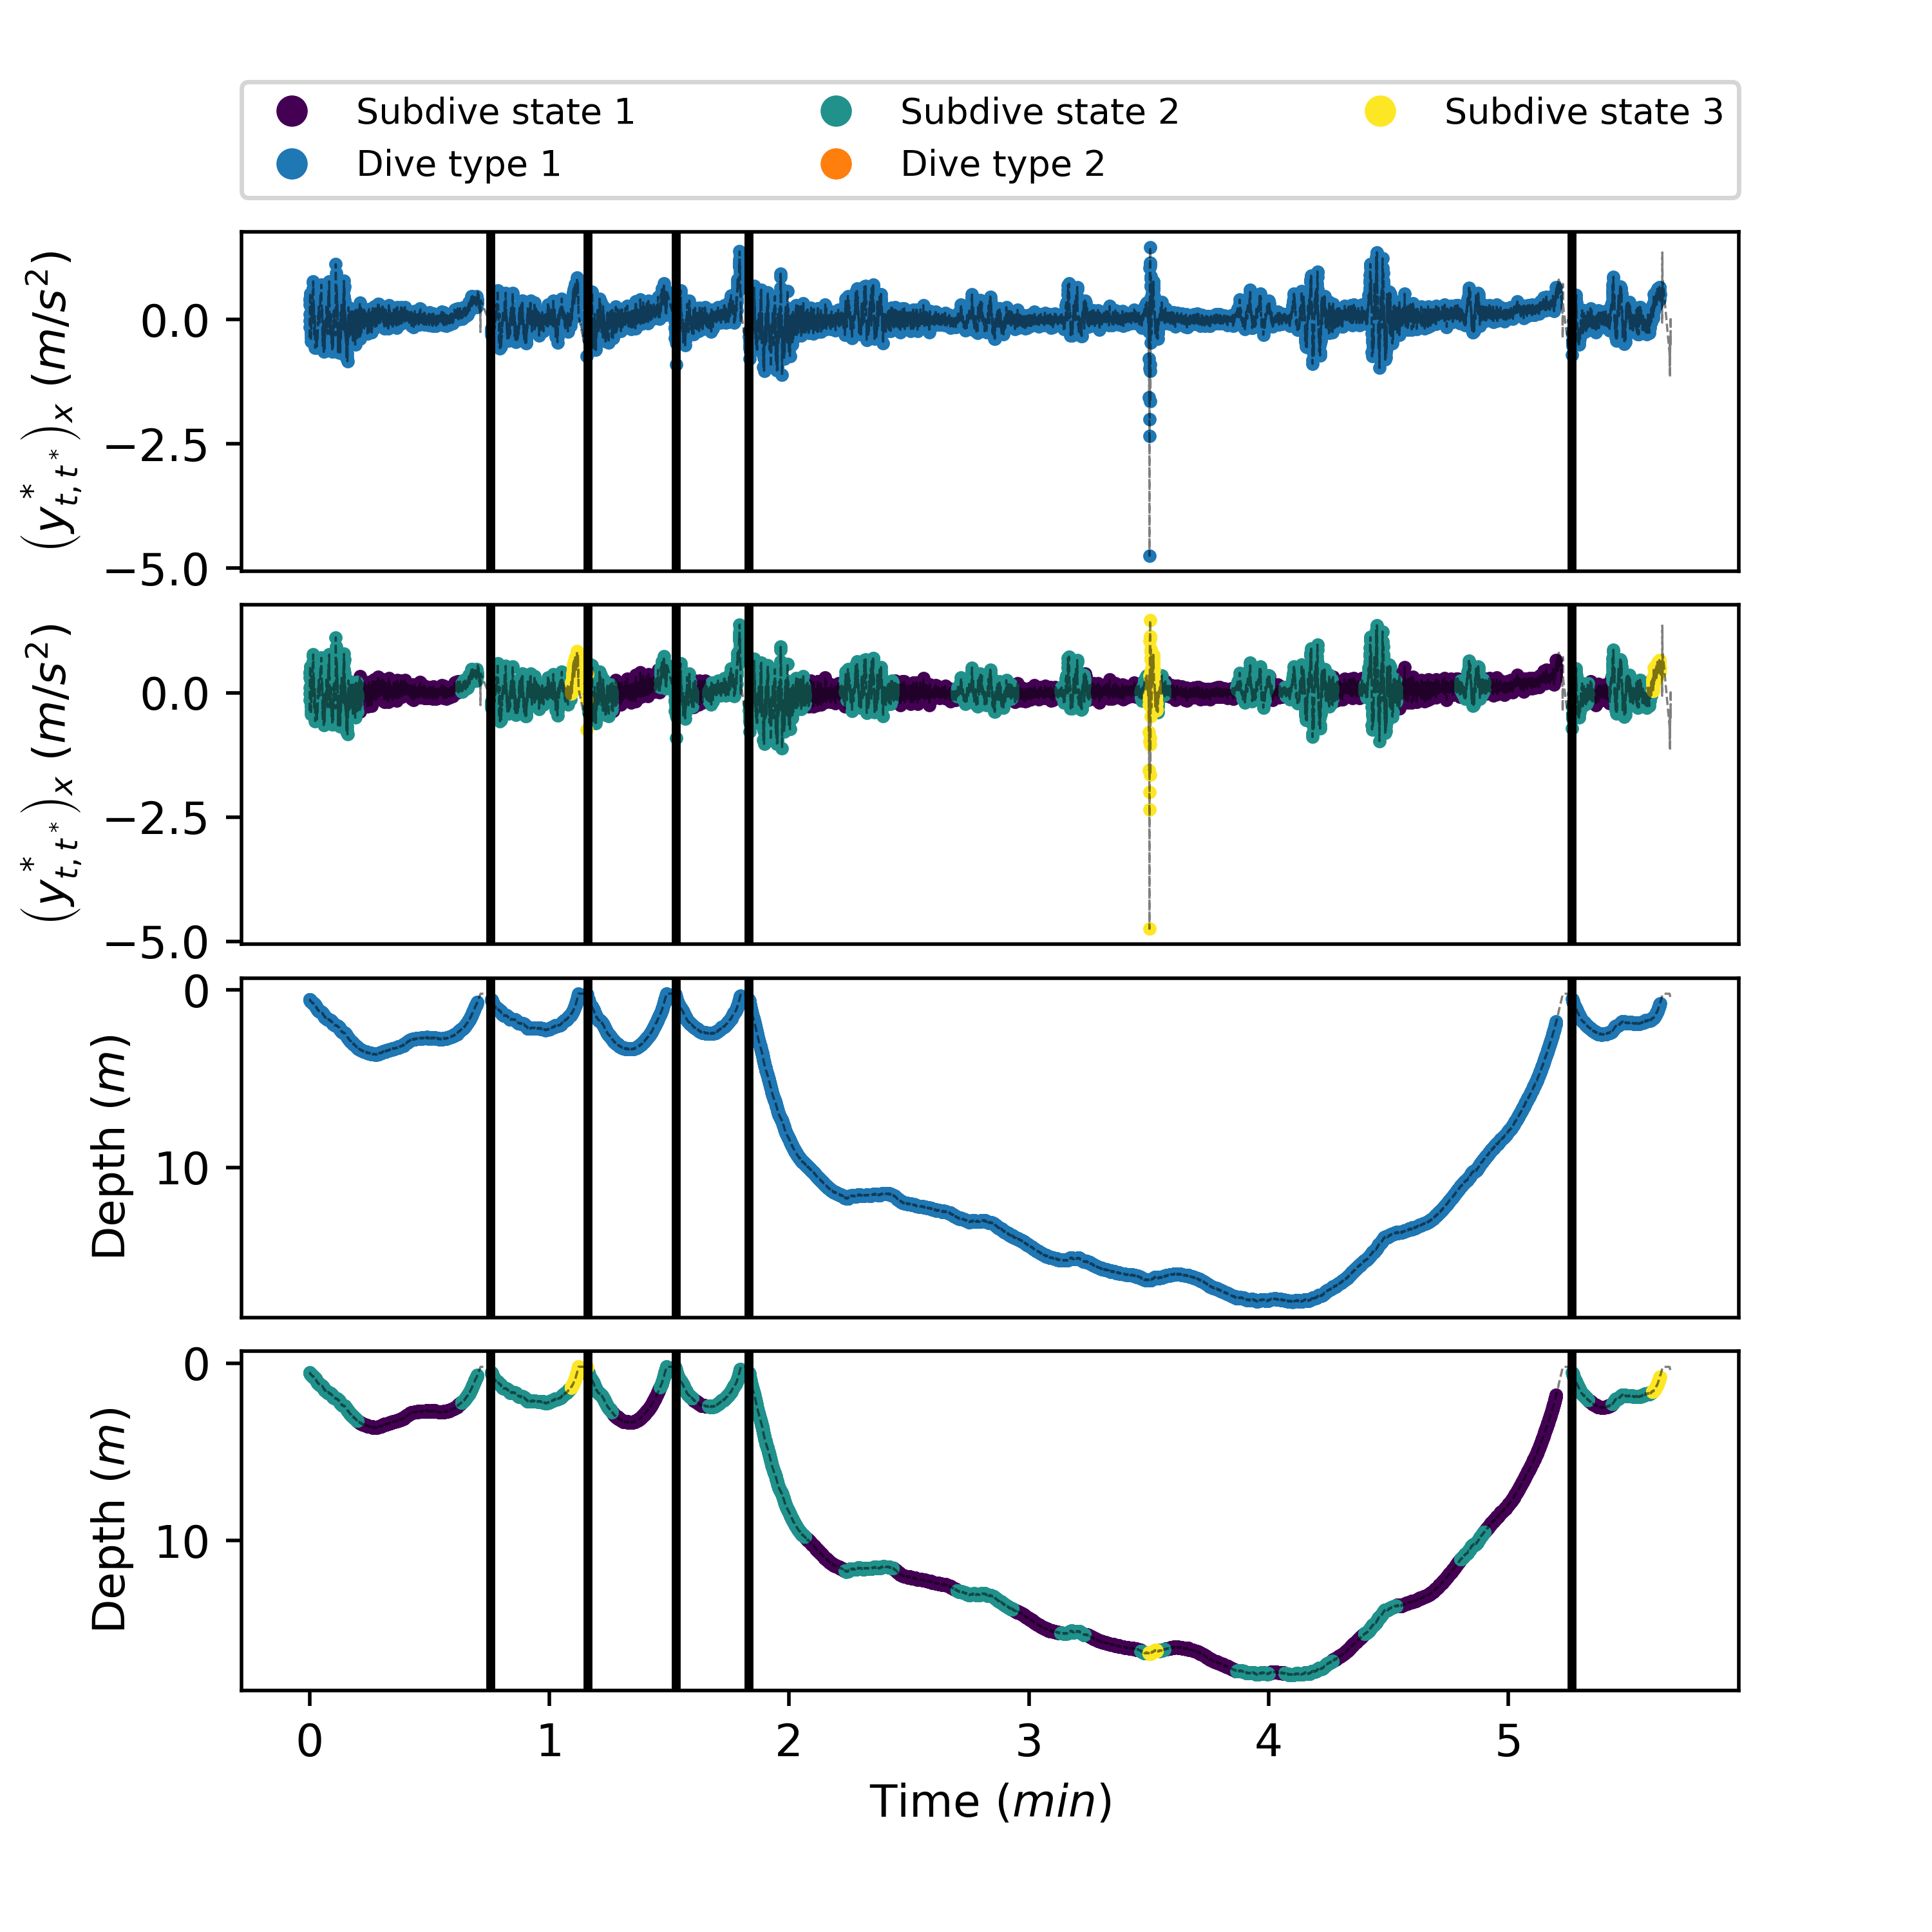 Subdive state 1 Subdive state 2 Subdive state 3
Dive type 1 Dive type 2
(y*_{t,t*})_x (m/s²)
0.0
−2.5
−5.0
(y*_{t,t*})_x (m/s²)
0.0
−2.5
−5.0
Depth (m)
0
10
Depth (m)
0
10
0 1 2 3 4 5
Time (min)